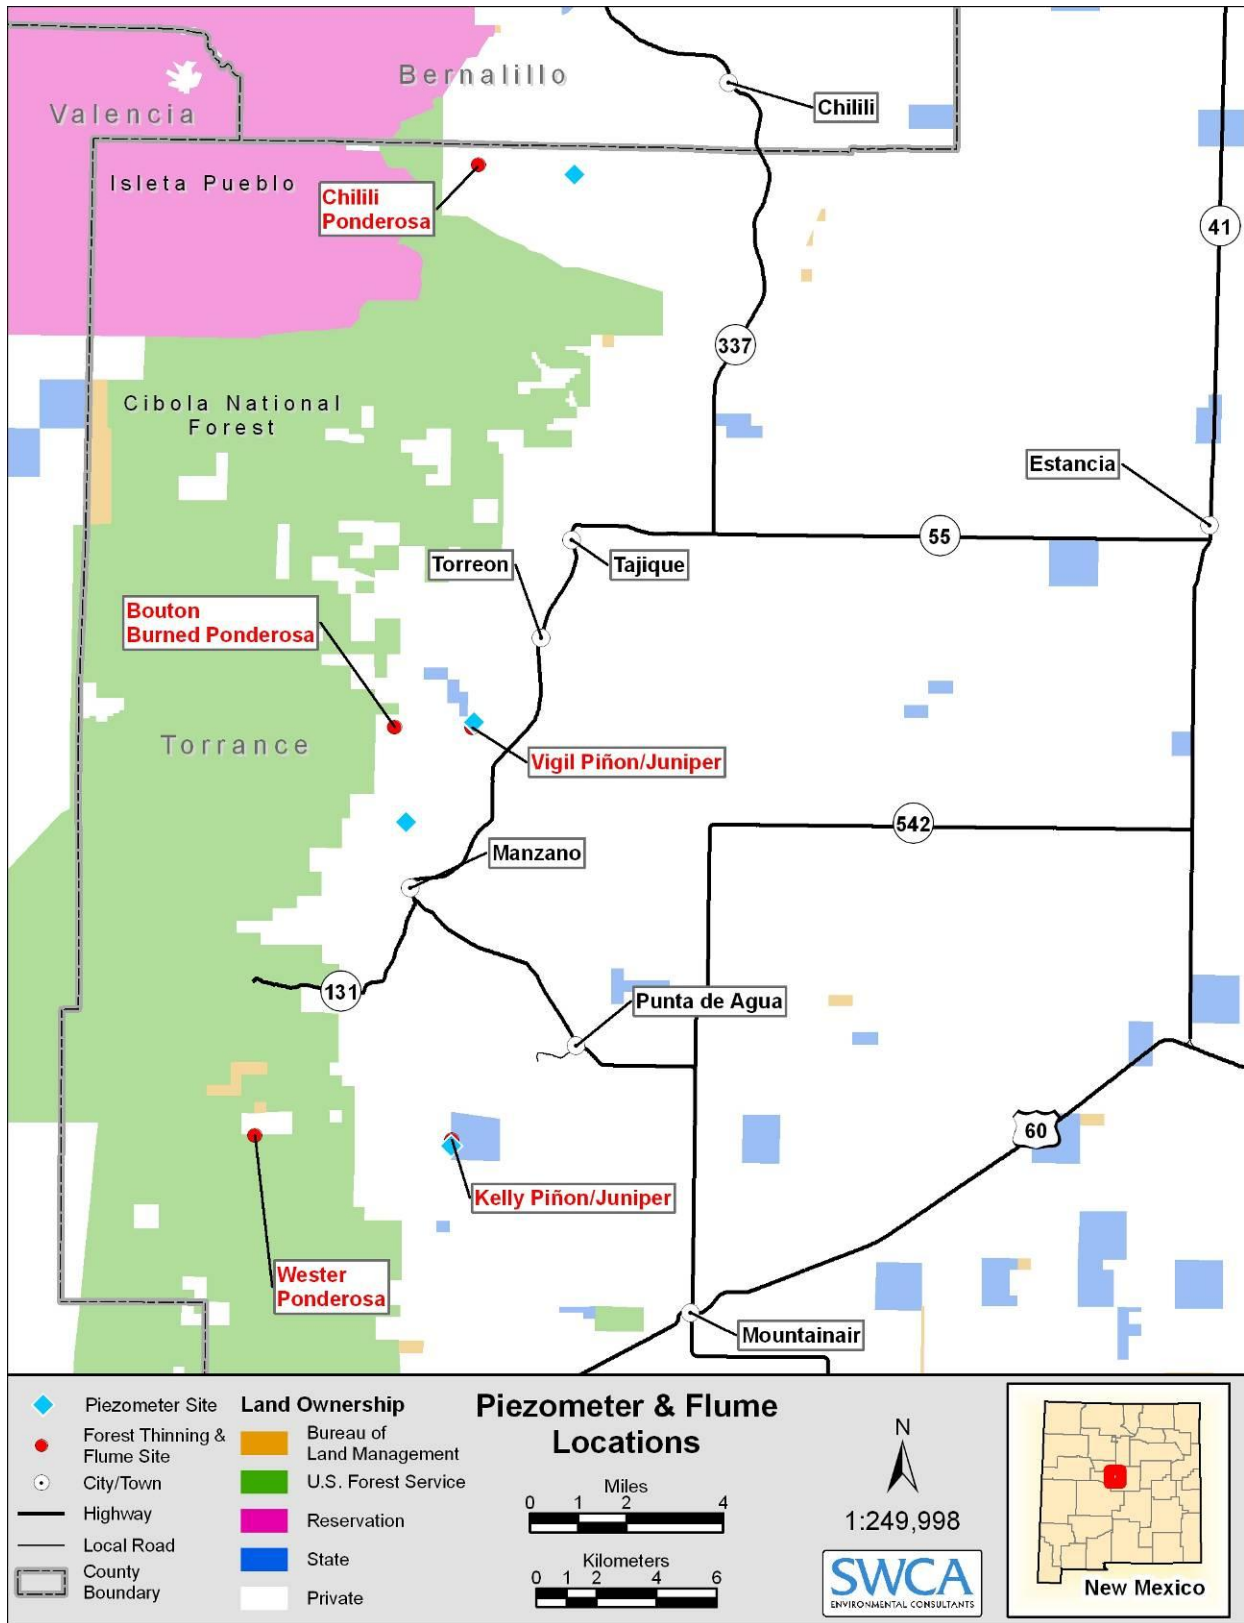 Bernalillo
Valencia
Chilili
Isleta Pueblo
Chilili
Ponderosa
41
337
Cibola National
Forest
Estancia
55
Torreon
Tajique
Bouton
Burned Ponderosa
Torrance
Vigil Piñon/Juniper
542
Manzano
131
Punta de Agua
60
Kelly Piñon/Juniper
Wester
Ponderosa
Mountainair
Piezometer Site
Forest Thinning &
Flume Site
City/Town
Highway
Local Road
County
Boundary
Land Ownership
Bureau of
Land Management
U.S. Forest Service
Reservation
State
Private
Piezometer & Flume
Locations
Miles
0 1 2 4
Kilometers
0 1 2 4 6
N
1:249,998
SWCA
ENVIRONMENTAL CONSULTANTS
New Mexico